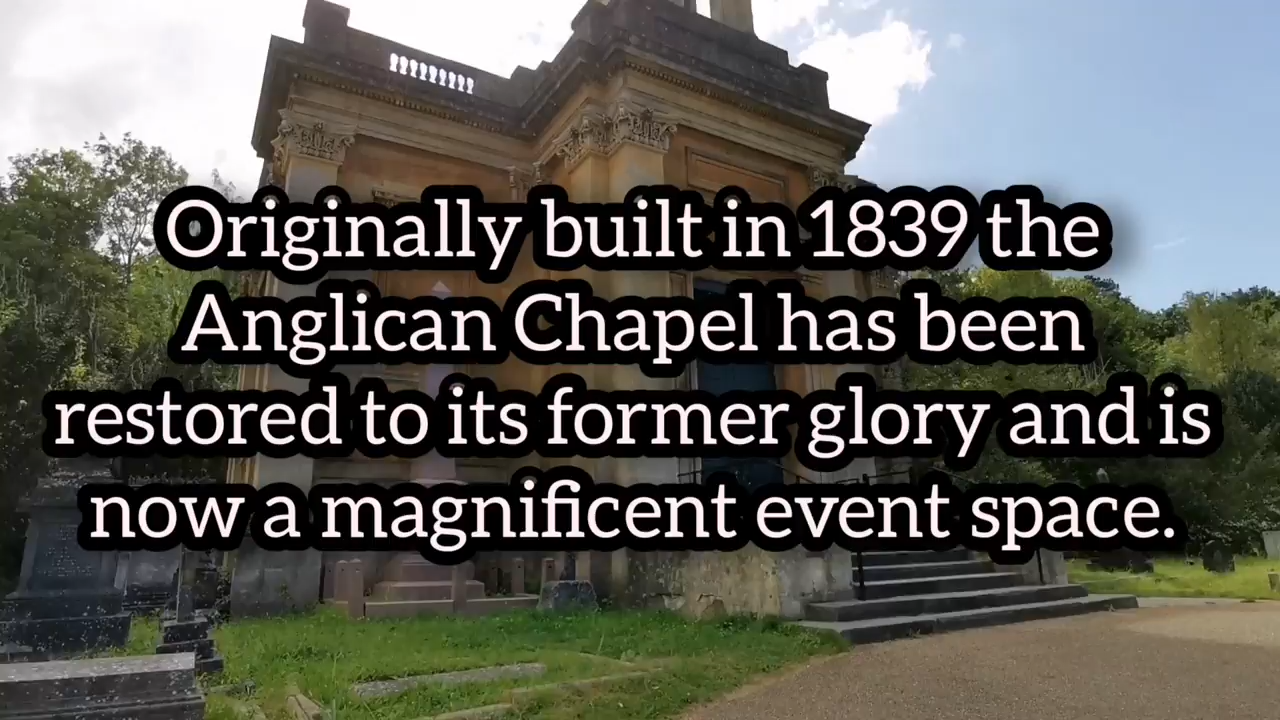 Originally built in 1839 the
Anglican Chapel has been
restored to its former glory and is
now a magnificent event space.